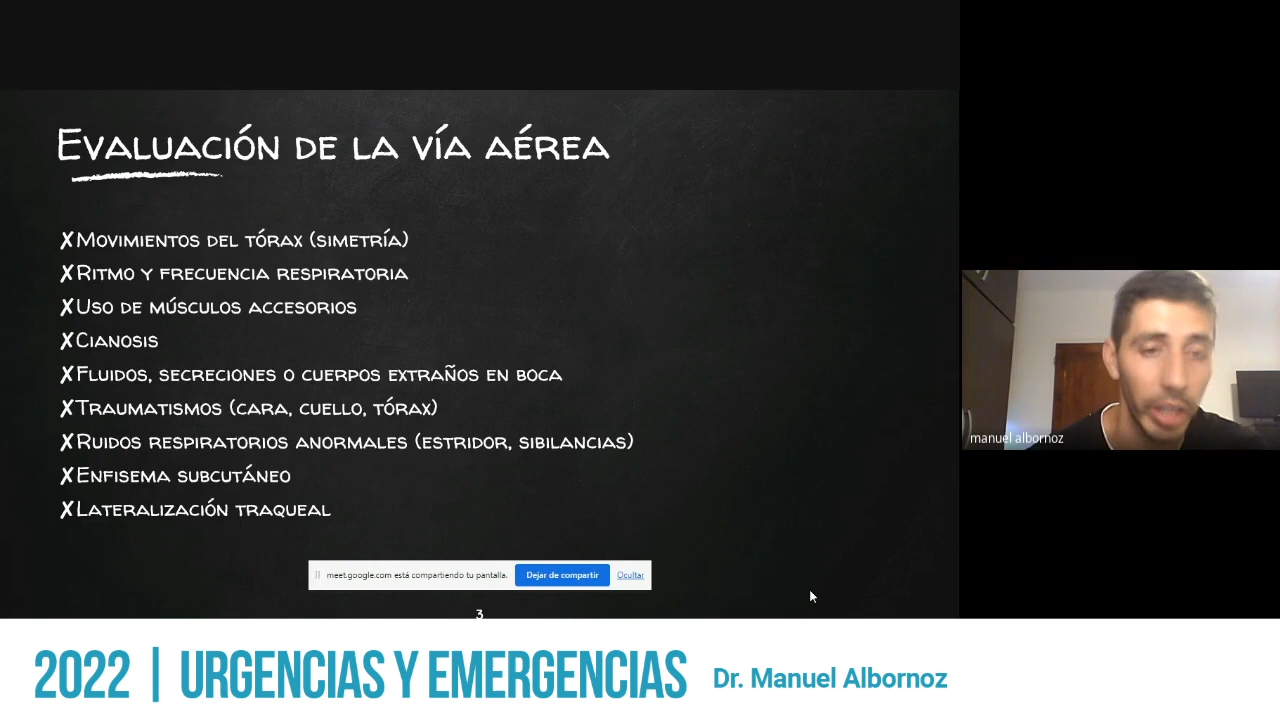 Evaluación de la vía aérea
✗Movimientos del tórax (simetría)
✗Ritmo y frecuencia respiratoria
✗Uso de músculos accesorios
✗Cianosis
✗Fluidos, secreciones o cuerpos extraños en boca
✗Traumatismos (cara, cuello, tórax)
✗Ruidos respiratorios anormales (estridor, sibilancias)
✗Enfisema subcutáneo
✗Lateralización traqueal
manuel albornoz
meet.google.com está compartiendo tu pantalla. Dejar de compartir Ocultar
3
2022 | URGENCIAS Y EMERGENCIAS Dr. Manuel Albornoz